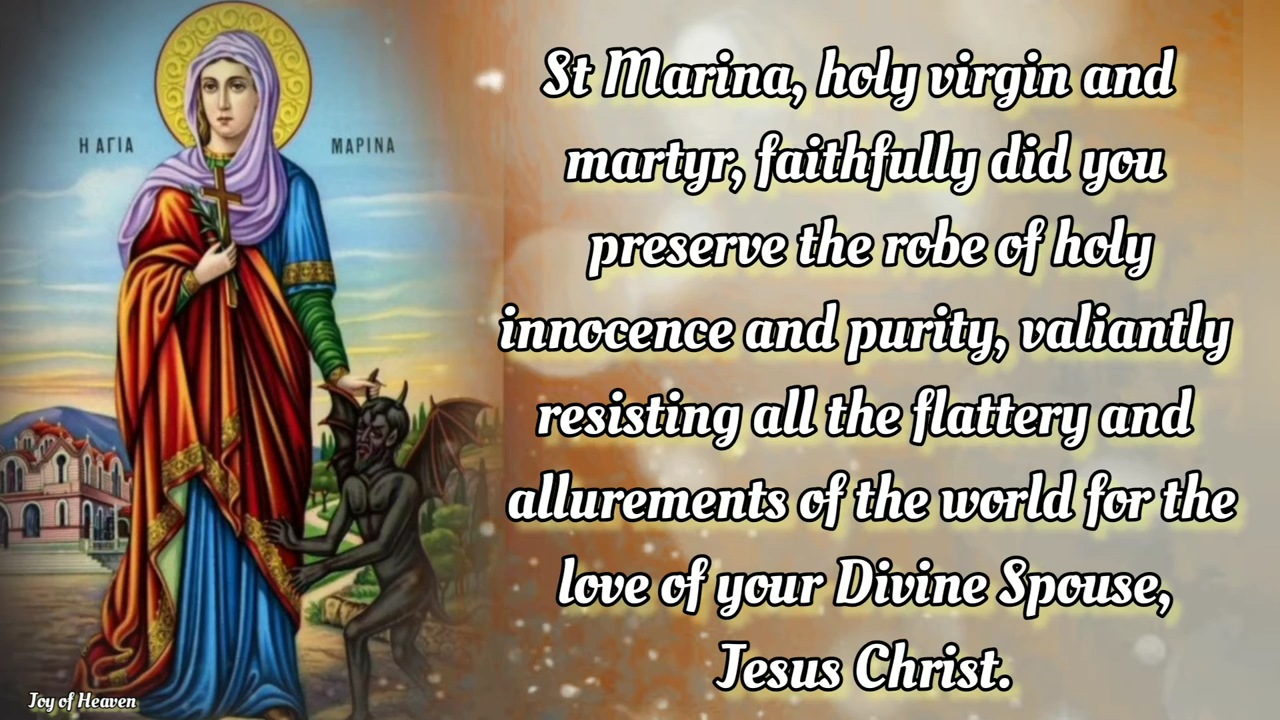 Η ΑΓΙΑ ΜΑΡΙΝΑ
St Marina, holy virgin and
martyr, faithfully did you
preserve the robe of holy
innocence and purity, valiantly
resisting all the flattery and
allurements of the world for the
love of your Divine Spouse,
Jesus Christ.
Joy of Heaven